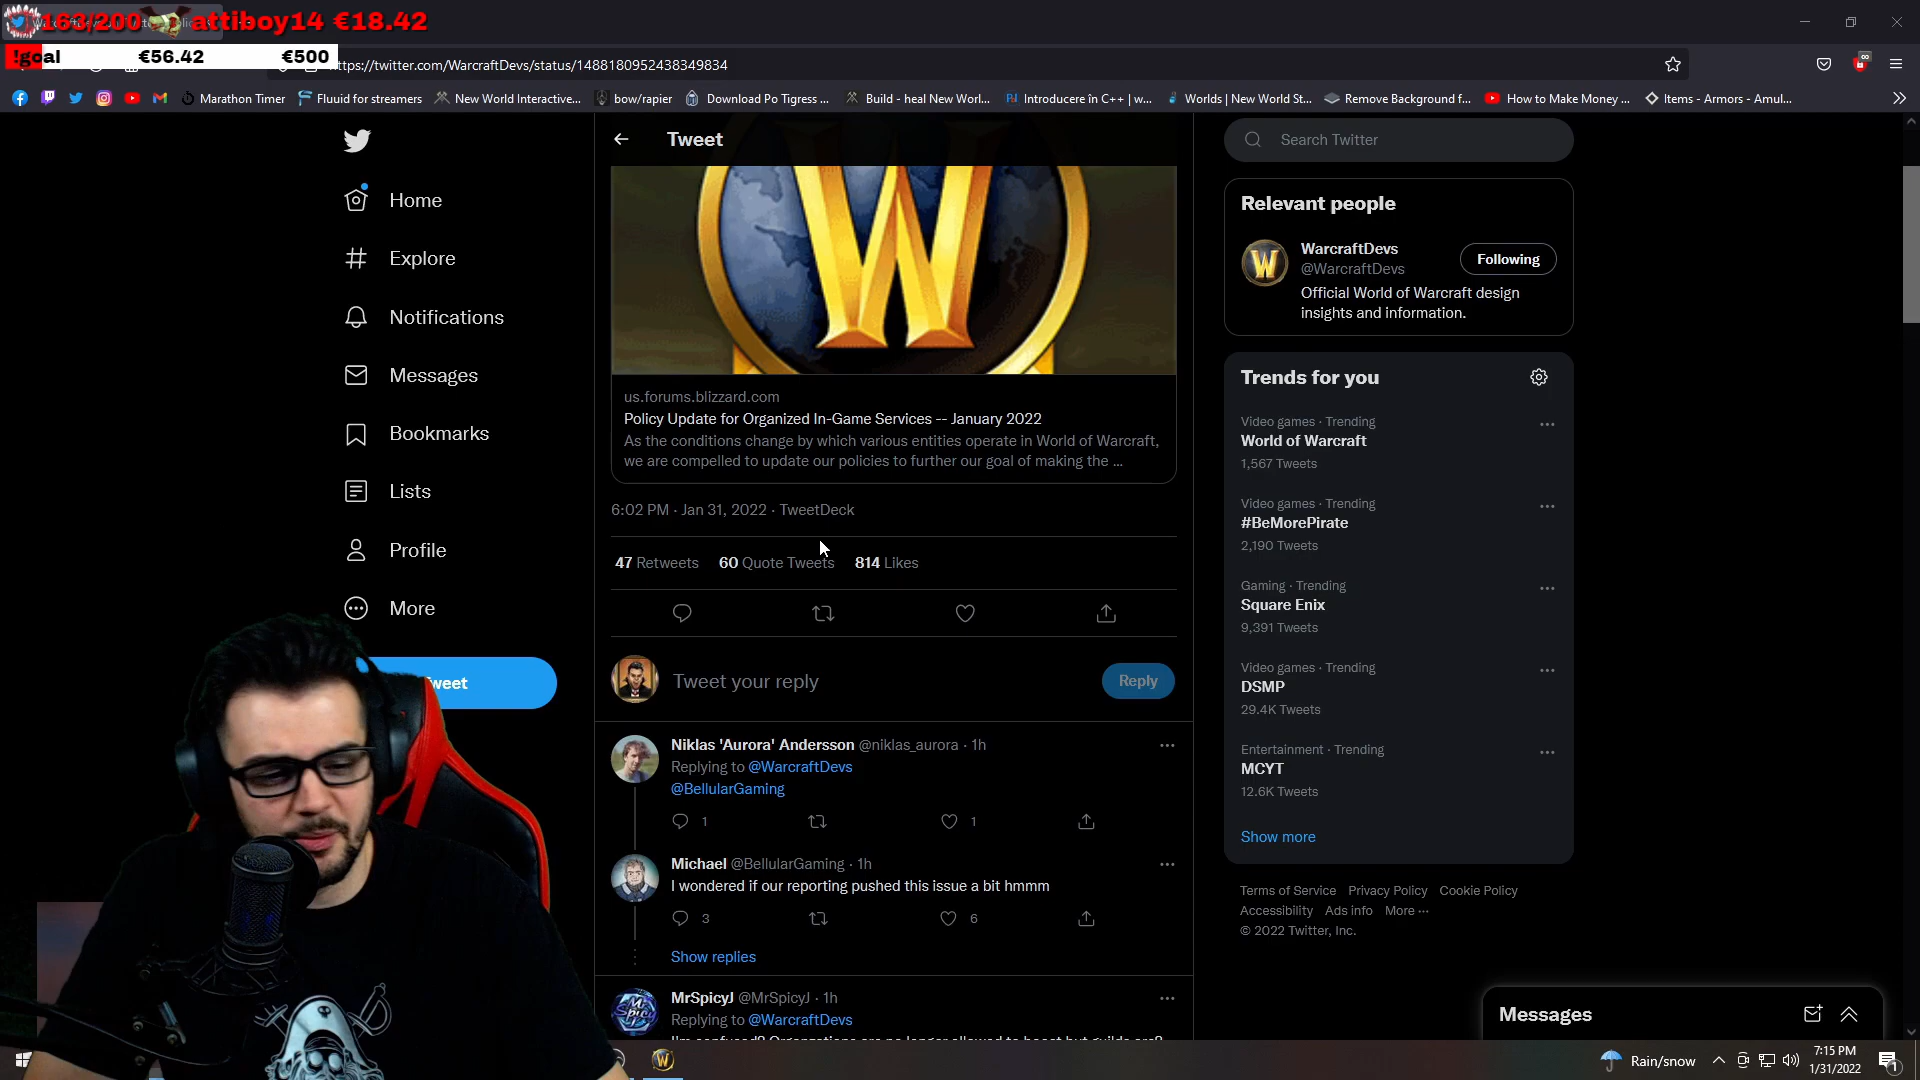 163/200 attiboy14 €18.42
!goal €56.42 €500
ttps://twitter.com/WarcraftDevs/status/1488180952438349834
Marathon Timer Fluuid for streamers New World Interactive... bow/rapier Download Po Tigress ... Build - heal New Worl... Introducere în C++ | w... Worlds | New World St... Remove Background f... How to Make Money ... Items - Armors - Amul...
Tweet
Search Twitter
Home
Explore
Notifications
Messages
Bookmarks
Lists
Profile
More
weet
us.forums.blizzard.com
Policy Update for Organized In-Game Services -- January 2022
As the conditions change by which various entities operate in World of Warcraft,
we are compelled to update our policies to further our goal of making the ...
6:02 PM · Jan 31, 2022 · TweetDeck
47 Retweets 60 Quote Tweets 814 Likes
Tweet your reply
Reply
Niklas 'Aurora' Andersson @niklas_aurora · 1h
Replying to @WarcraftDevs
@BellularGaming
1 1
Michael @BellularGaming · 1h
I wondered if our reporting pushed this issue a bit hmmm
3 6
Show replies
MrSpicyJ @MrSpicyJ · 1h
Replying to @WarcraftDevs
Relevant people
WarcraftDevs
@WarcraftDevs
Following
Official World of Warcraft design
insights and information.
Trends for you
Video games · Trending
World of Warcraft
1,567 Tweets
Video games · Trending
#BeMorePirate
2,190 Tweets
Gaming · Trending
Square Enix
9,391 Tweets
Video games · Trending
DSMP
29.4K Tweets
Entertainment · Trending
MCYT
12.6K Tweets
Show more
Terms of Service Privacy Policy Cookie Policy
Accessibility Ads info More ...
© 2022 Twitter, Inc.
Messages
Rain/snow
7:15 PM
1/31/2022
1